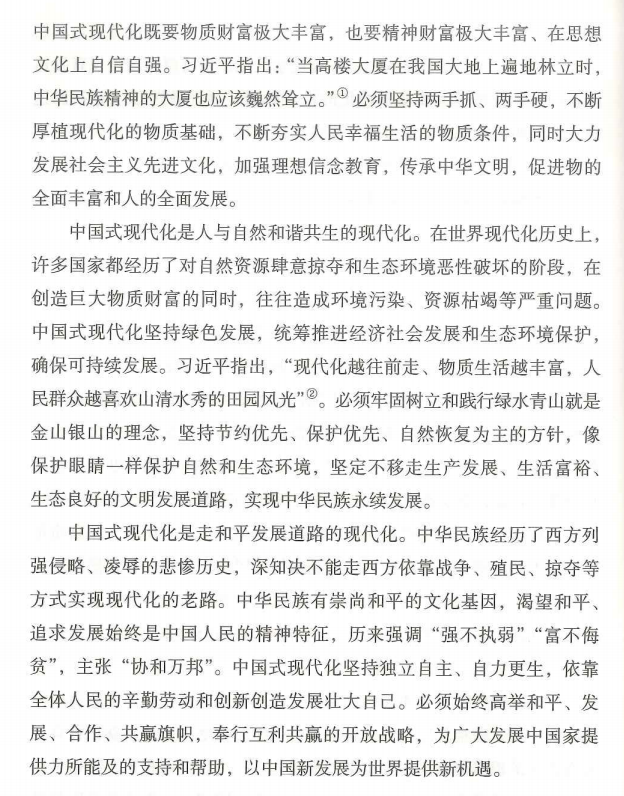 中国式现代化既要物质财富极大丰富，也要精神财富极大丰富、在思想
文化上自信自强。习近平指出：“当高楼大厦在我国大地上遍地林立时，
中华民族精神的大厦也应该巍然耸立。”①必须坚持两手抓、两手硬，不断
厚植现代化的物质基础，不断夯实人民幸福生活的物质条件，同时大力
发展社会主义先进文化，加强理想信念教育，传承中华文明，促进物的
全面丰富和人的全面发展。
中国式现代化是人与自然和谐共生的现代化。在世界现代化历史上，
许多国家都经历了对自然资源肆意掠夺和生态环境恶性破坏的阶段，在
创造巨大物质财富的同时，往往造成环境污染、资源枯竭等严重问题。
中国式现代化坚持绿色发展，统筹推进经济社会发展和生态环境保护，
确保可持续发展。习近平指出，“现代化越往前走、物质生活越丰富，人
民群众越喜欢山清水秀的田园风光”②。必须牢固树立和践行绿水青山就是
金山银山的理念，坚持节约优先、保护优先、自然恢复为主的方针，像
保护眼睛一样保护自然和生态环境，坚定不移走生产发展、生活富裕、
生态良好的文明发展道路，实现中华民族永续发展。
中国式现代化是走和平发展道路的现代化。中华民族经历了西方列
强侵略、凌辱的悲惨历史，深知决不能走西方依靠战争、殖民、掠夺等
方式实现现代化的老路。中华民族有崇尚和平的文化基因，渴望和平、
追求发展始终是中国人民的精神特征，历来强调“强不执弱”“富不侮
贫”，主张“协和万邦”。中国式现代化坚持独立自主、自力更生，依靠
全体人民的辛勤劳动和创新创造发展壮大自己。必须始终高举和平、发
展、合作、共赢旗帜，奉行互利共赢的开放战略，为广大发展中国家提
供力所能及的支持和帮助，以中国新发展为世界提供新机遇。